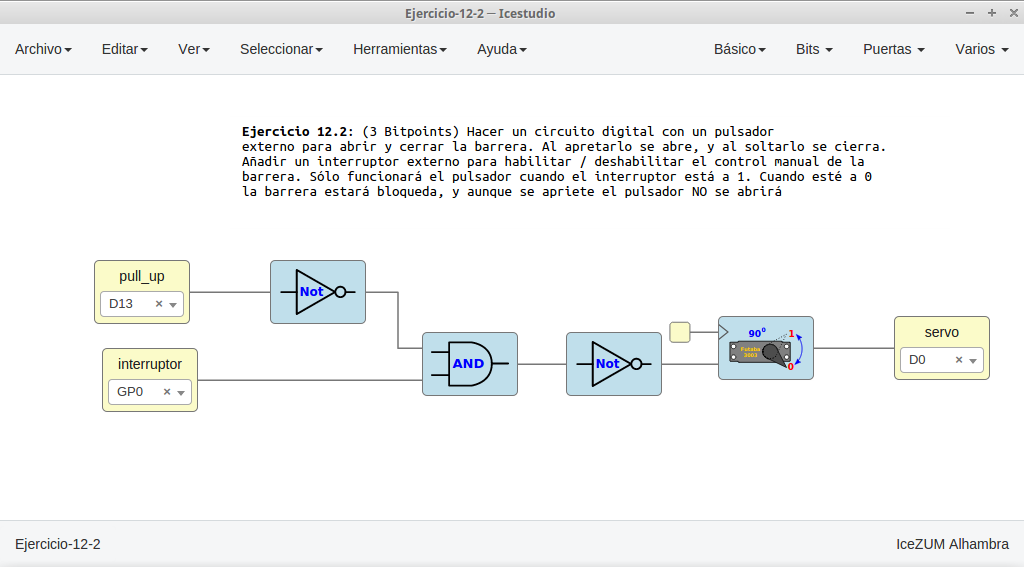 Ejercicio-12-2 — Icestudio
Archivo Editar Ver Seleccionar Herramientas Ayuda Básico Bits Puertas Varios
Ejercicio 12.2: (3 Bitpoints) Hacer un circuito digital con un pulsador
externo para abrir y cerrar la barrera. Al apretarlo se abre, y al soltarlo se cierra.
Añadir un interruptor externo para habilitar / deshabilitar el control manual de la
barrera. Sólo funcionará el pulsador cuando el interruptor está a 1. Cuando esté a 0
la barrera estará bloqueda, y aunque se apriete el pulsador NO se abrirá
pull_up
D13
Not
interruptor
GP0
AND
Not
90º
1
Futaba
3003
0
servo
D0
Ejercicio-12-2 IceZUM Alhambra